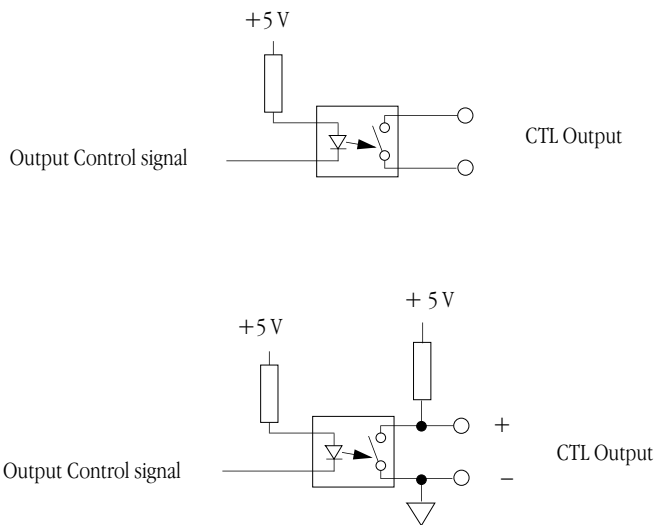 +5 V
Output Control signal
CTL Output
+ 5 V
+5 V
+
CTL Output
Output Control signal
–